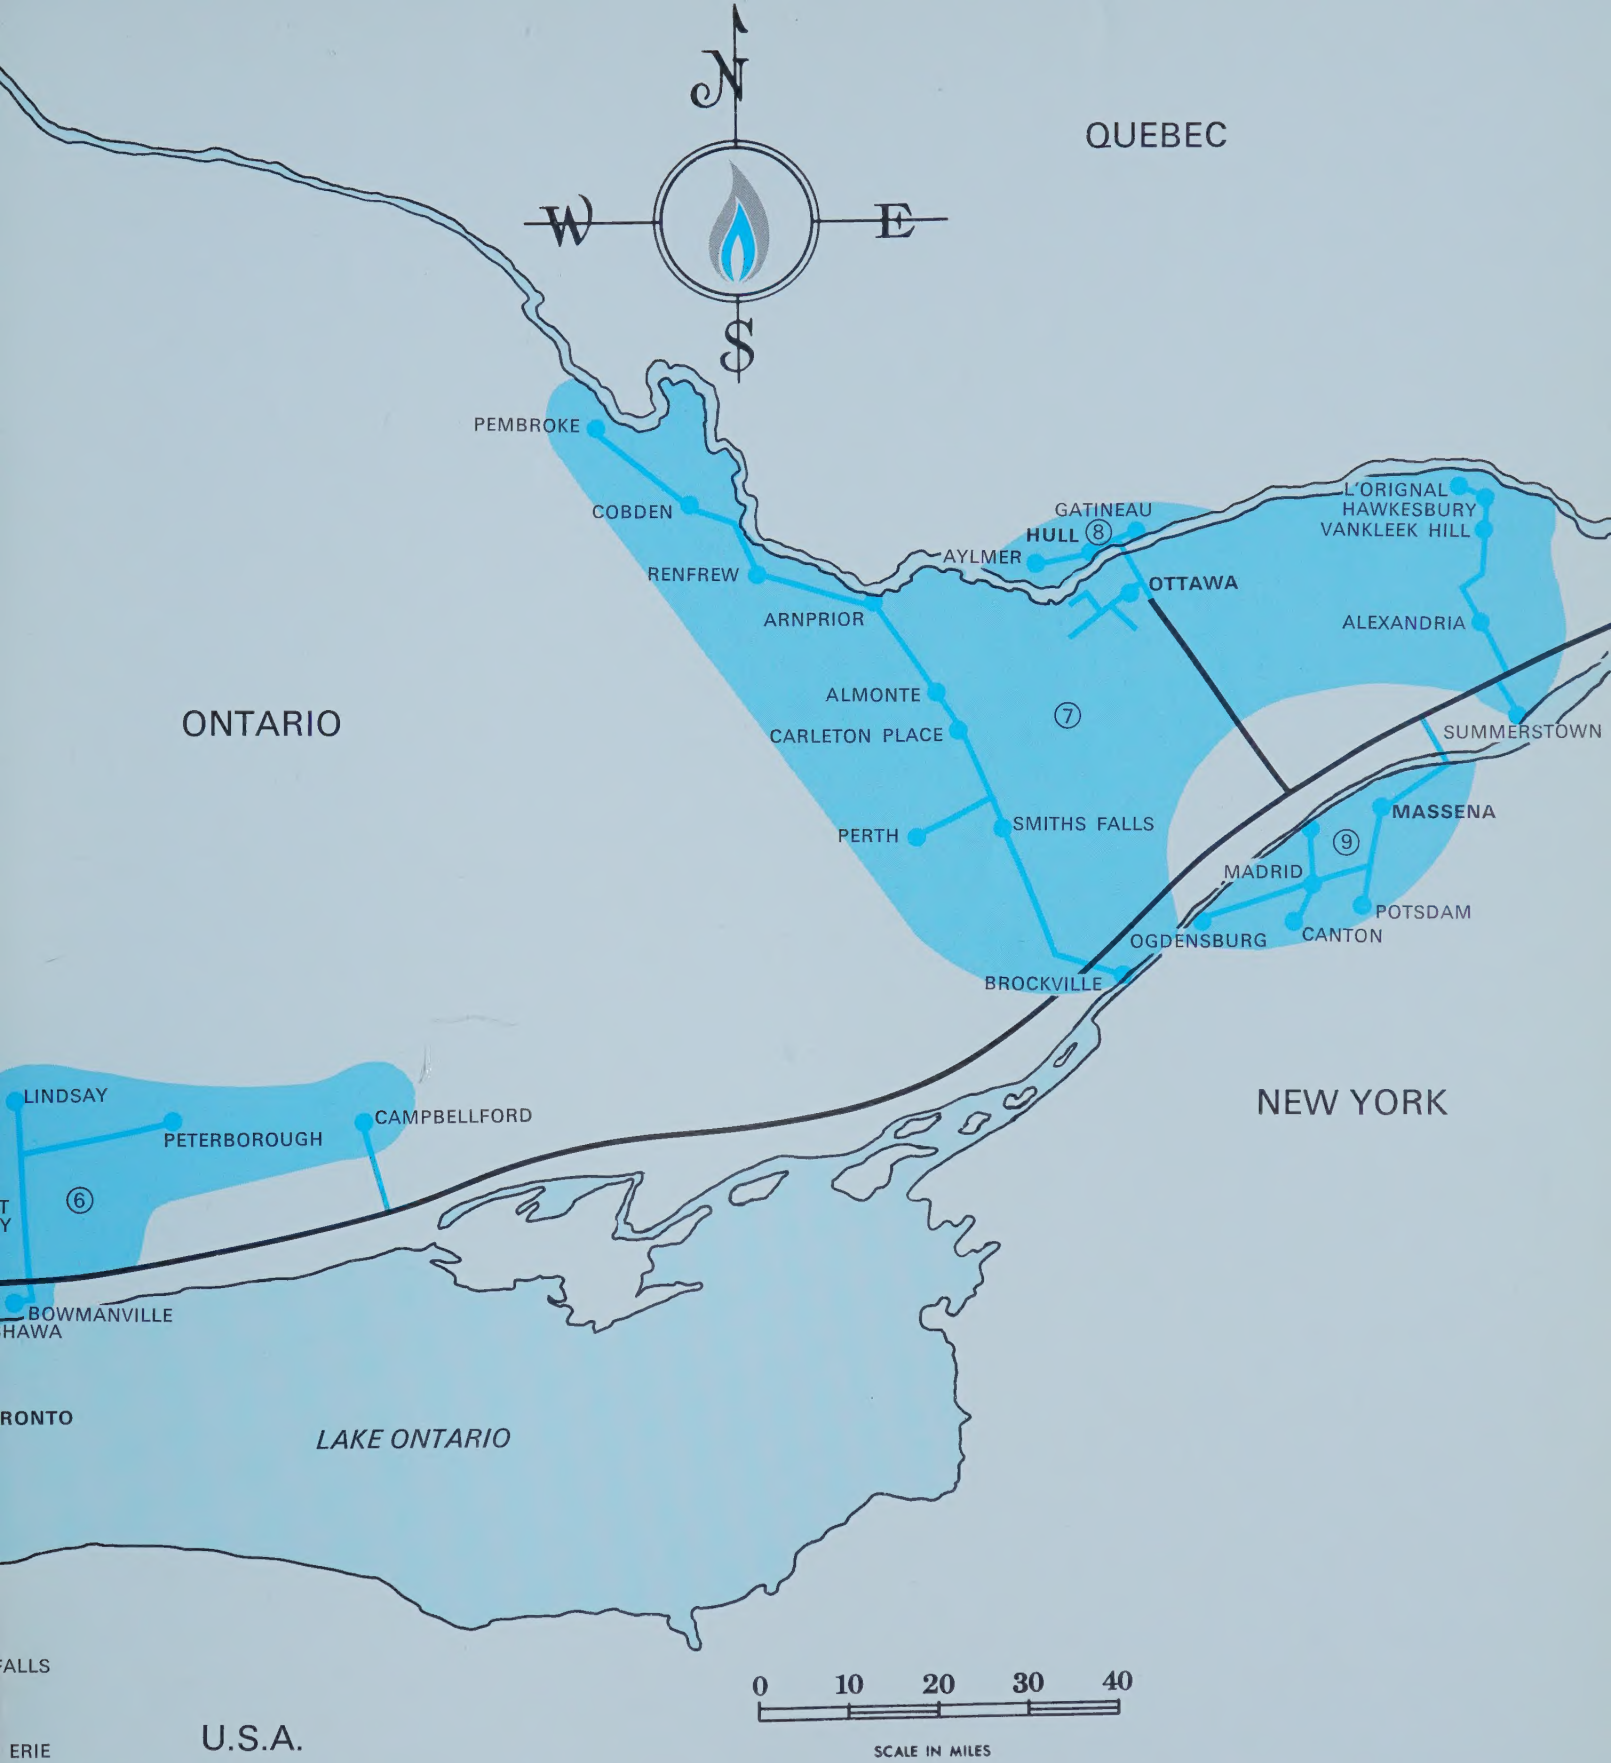 N
QUEBEC
W
E
S
PEMBROKE
COBDEN
RENFREW
ARNPRIOR
GATINEAU
HULL ⑧
AYLMER
OTTAWA
L'ORIGNAL
HAWKESBURY
VANKLEEK HILL
ALEXANDRIA
ONTARIO
ALMONTE
CARLETON PLACE
⑦
SUMMERSTOWN
PERTH
SMITHS FALLS
MASSENA
⑨
MADRID
POTSDAM
OGDENSBURG
CANTON
BROCKVILLE
NEW YORK
LINDSAY
PETERBOROUGH
CAMPBELLFORD
⑥
T
Y
BOWMANVILLE
HAWA
RONTO
LAKE ONTARIO
FALLS
ERIE
U.S.A.
0 10 20 30 40
SCALE IN MILES